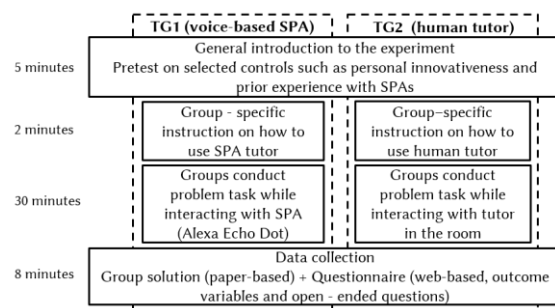 TG1 (voice-based SPA) TG2 (human tutor)
5 minutes
General introduction to the experiment
Pretest on selected controls such as personal innovativeness and
prior experience with SPAs
2 minutes
Group - specific
instruction on how to
use SPA tutor
Group–specific
instruction on how to
use human tutor
30 minutes
Groups conduct
problem task while
interacting with SPA
(Alexa Echo Dot)
Groups conduct
problem task while
interacting with tutor
in the room
8 minutes
Data collection
Group solution (paper-based) + Questionnaire (web-based, outcome
variables and open - ended questions)